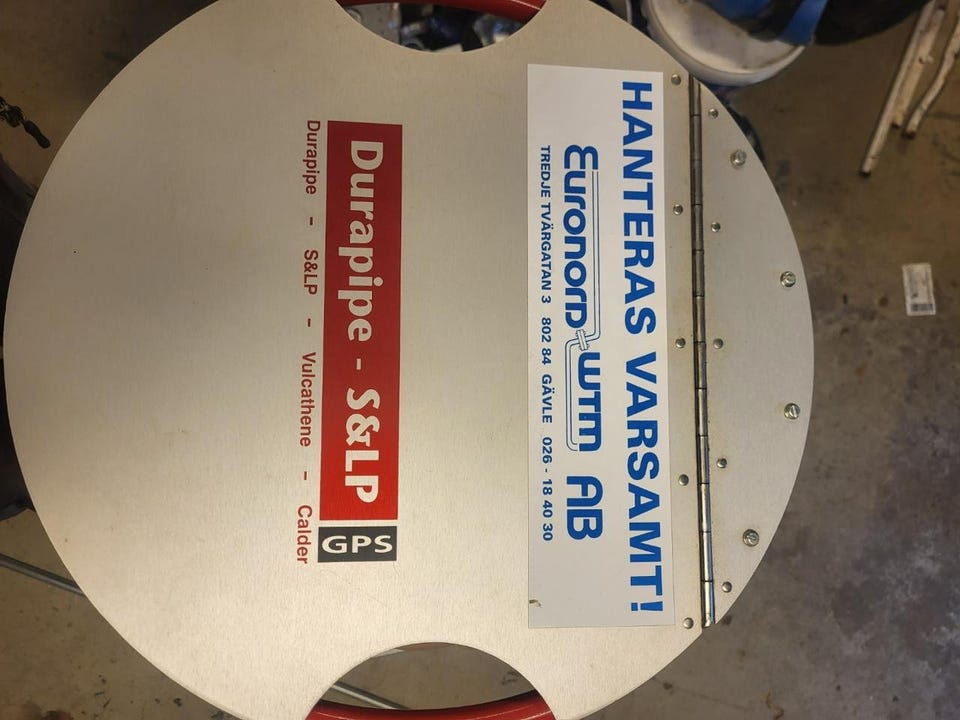 HANTERAS VARSAMT!
Euronord WTM AB
TREDJE TVÄRGATAN 3 802 84 GÄVLE 026 - 18 40 30
Durapipe - S&LP
GPS
Durapipe - S&LP - Vulcathene - Calder